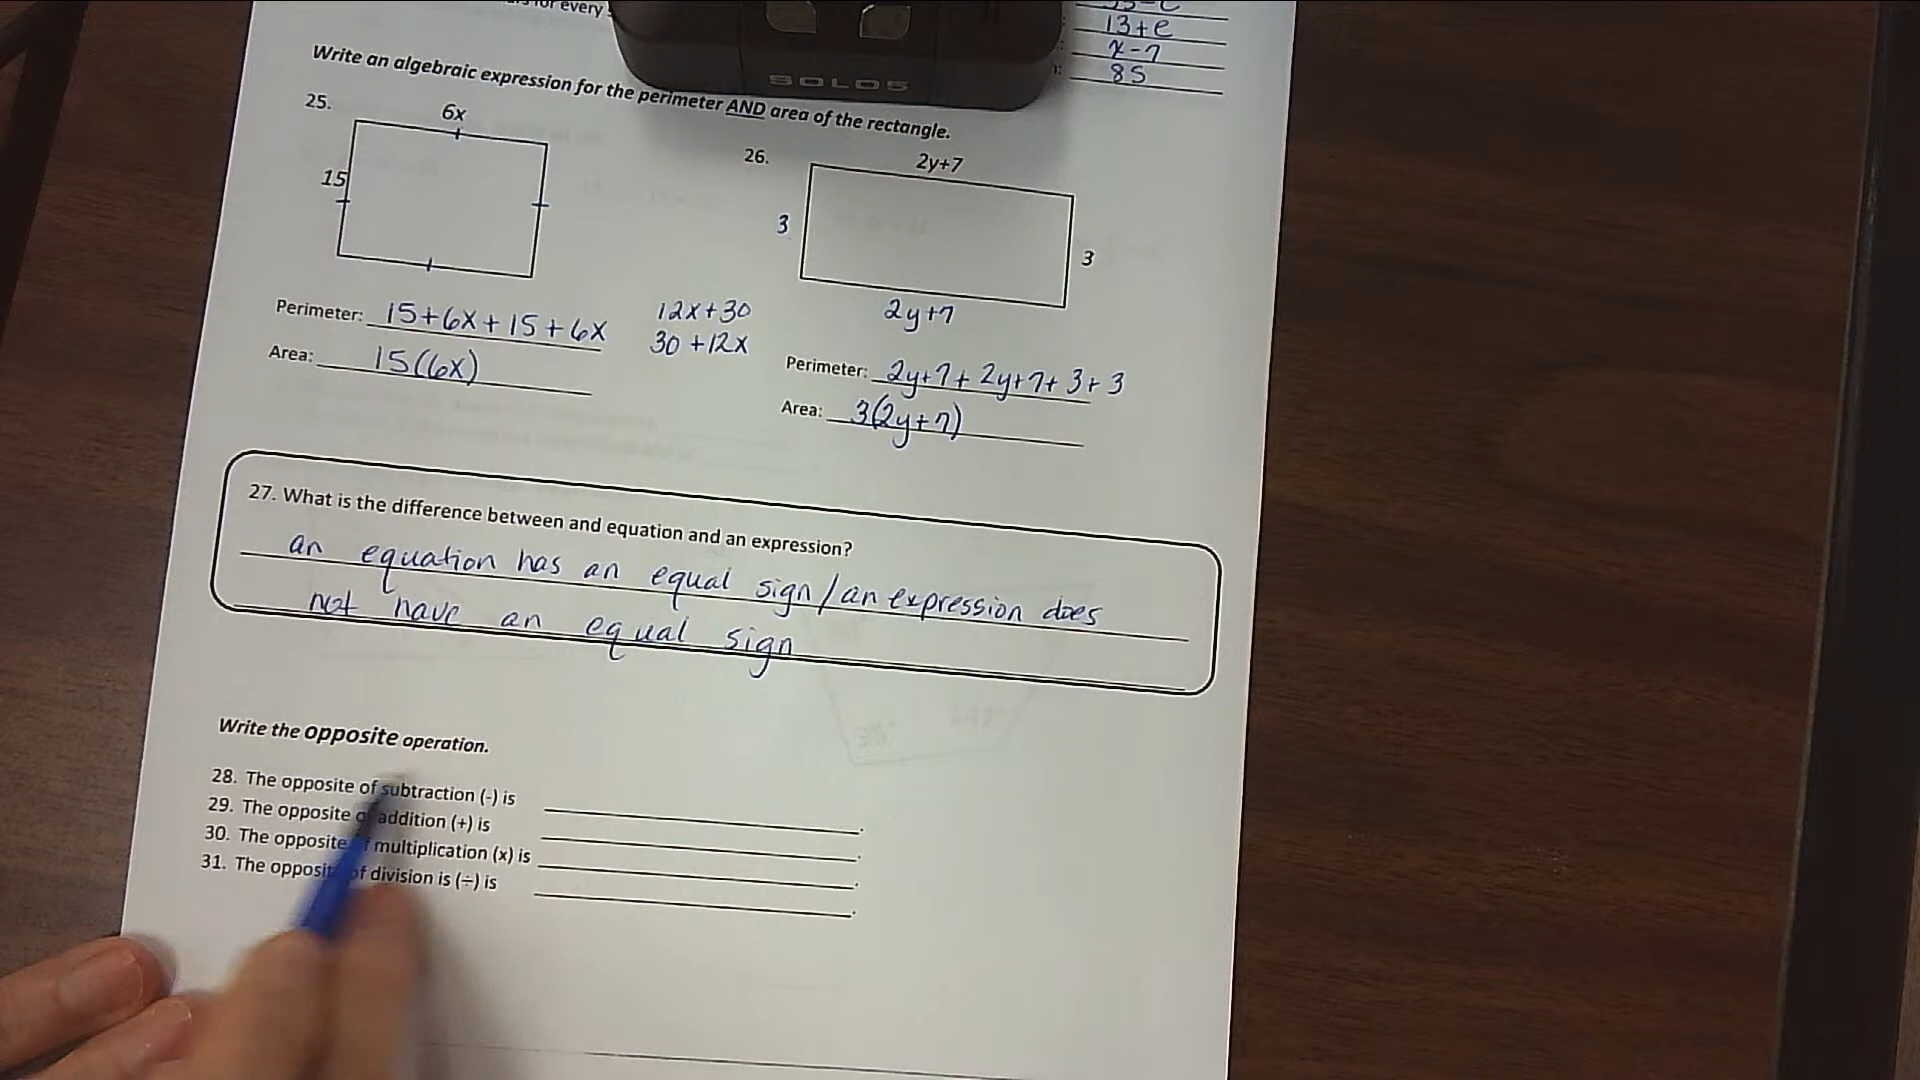 for every
13+e
x-7
85
SOLOS
Write an algebraic expression for the perimeter AND area of the rectangle.
25.
6x
15
26.
2y+7
3
3
2y+7
Perimeter: 15+6x+15+6x
12x+30
30+12x
Area: 15(6x)
Perimeter: 2y+7+2y+7+3+3
Area: 3(2y+7)
27. What is the difference between and equation and an expression?
an equation has an equal sign/an expression does
not have an equal sign
Write the opposite operation.
28. The opposite of subtraction (-) is .
29. The opposite of addition (+) is .
30. The opposite of multiplication (x) is .
31. The opposite of division is (÷) is .